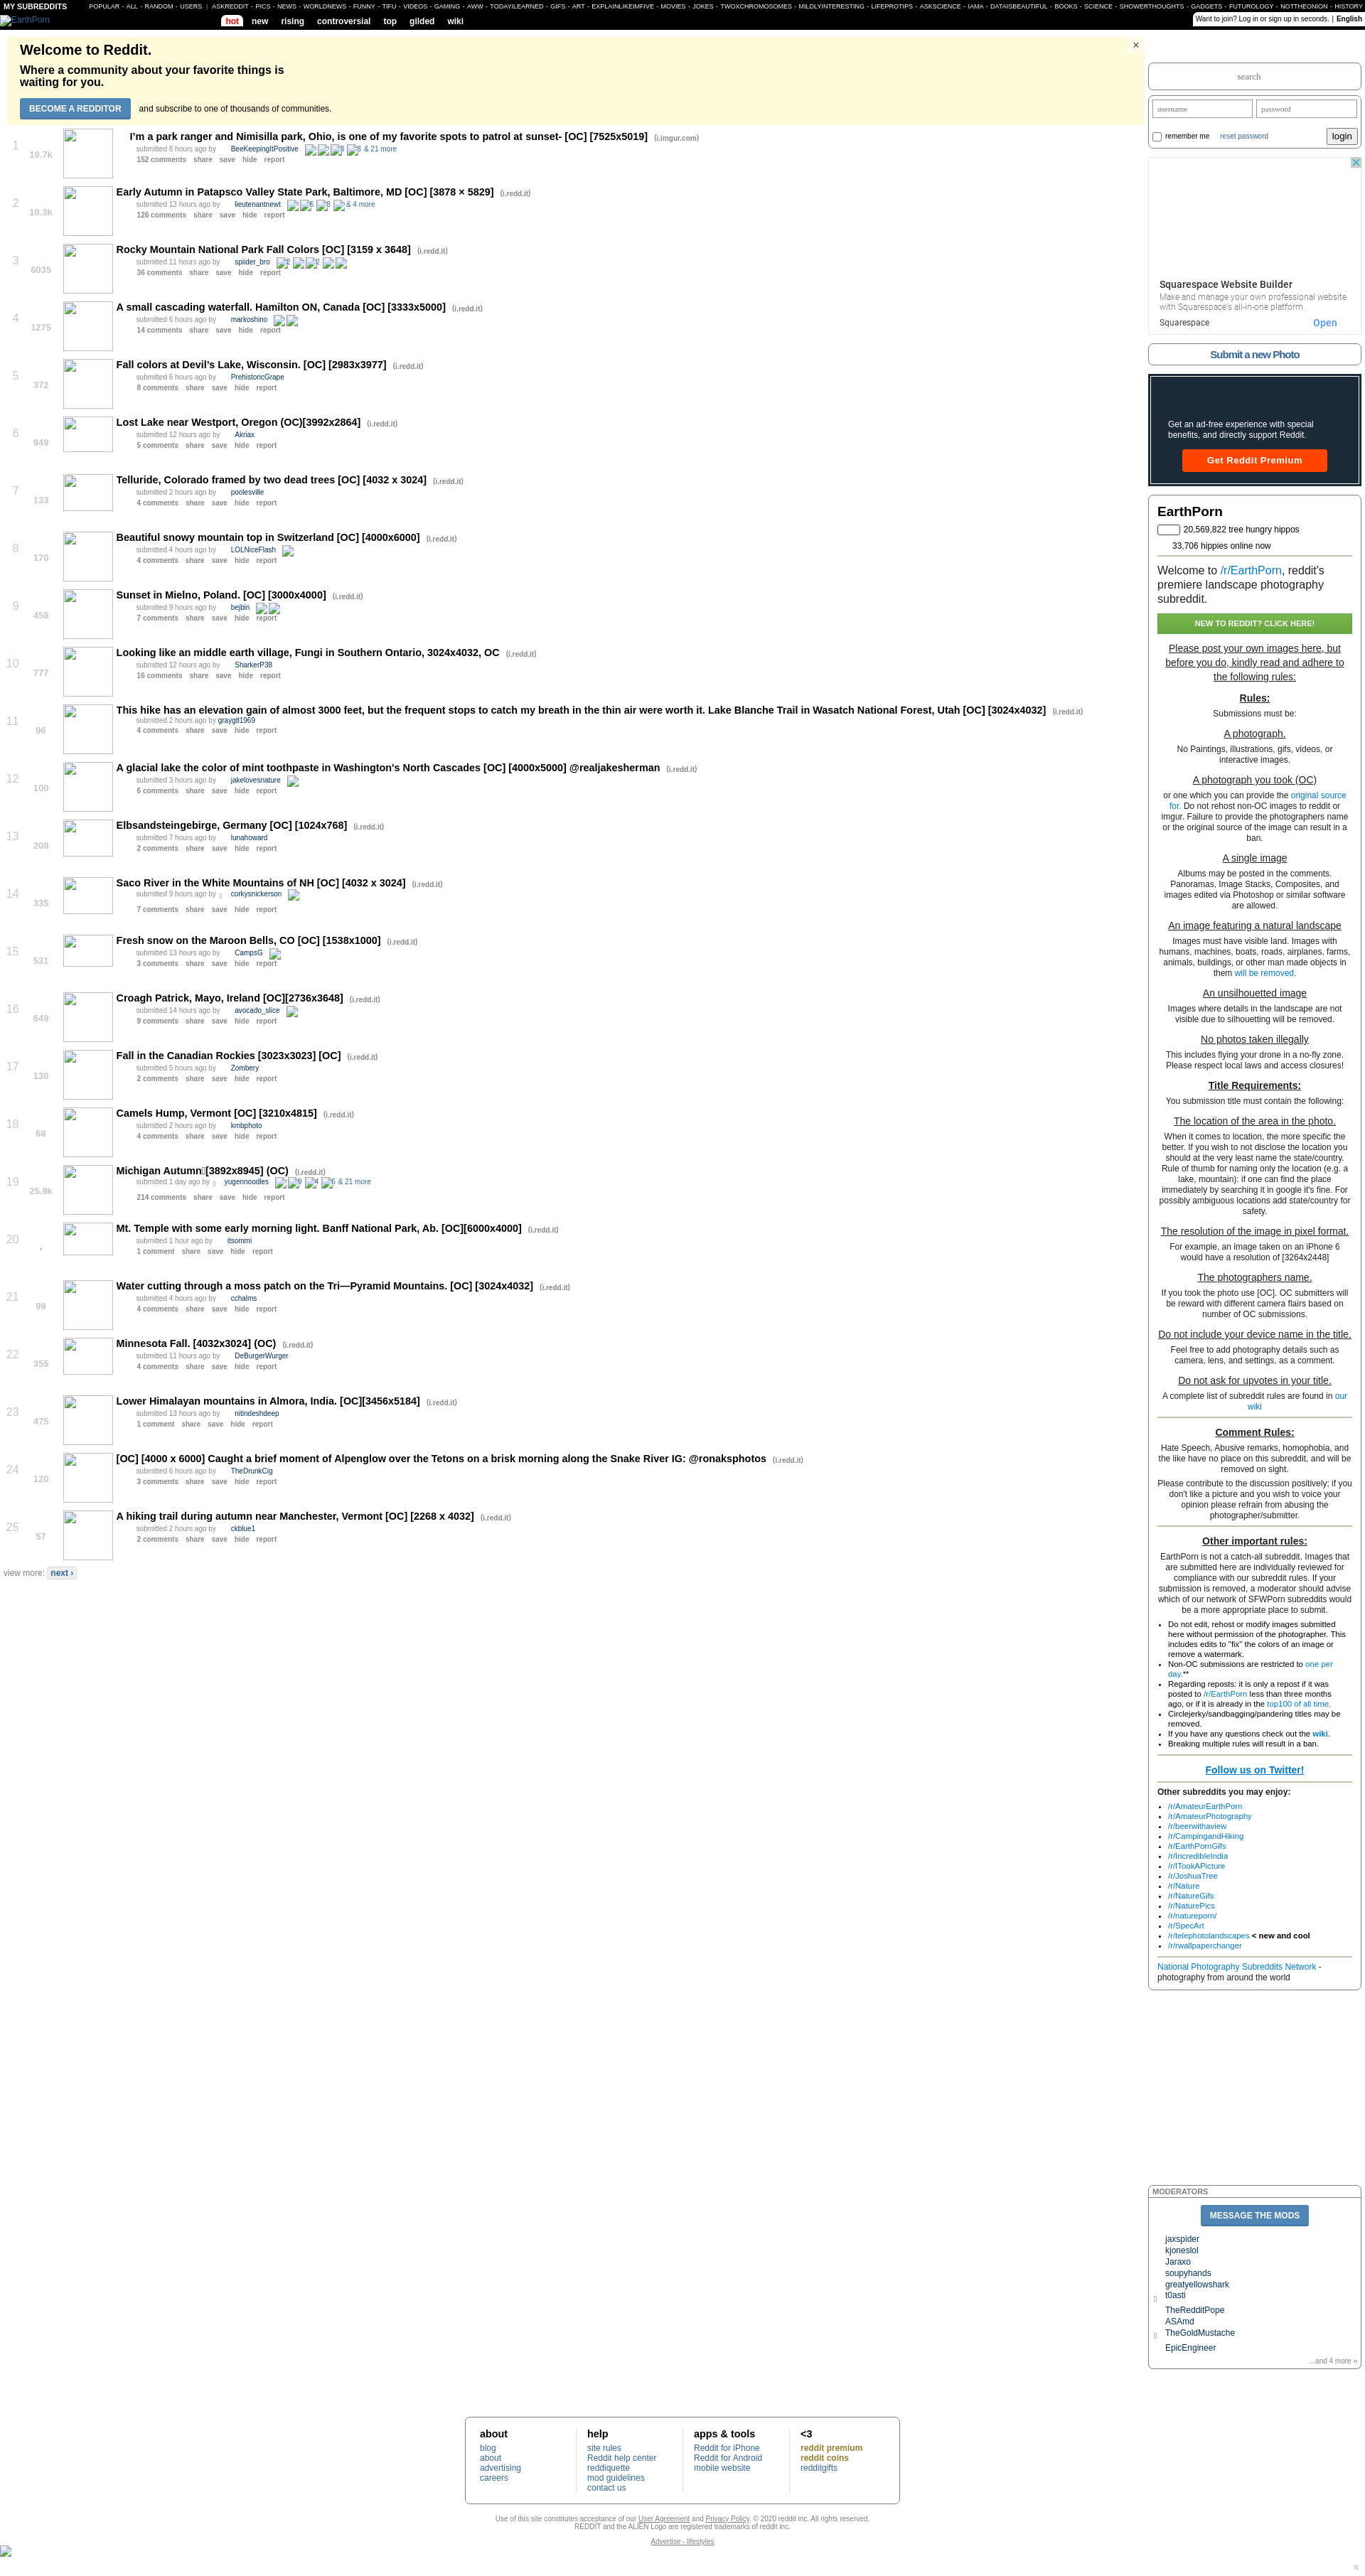 MY SUBREDDITS POPULAR - ALL - RANDOM - USERS | ASKREDDIT - PICS - NEWS - WORLDNEWS - FUNNY - TIFU - VIDEOS - GAMING - AWW - TODAYILEARNED - GIFS - ART - EXPLAINLIKEIMFIVE - MOVIES - JOKES - TWOXCHROMOSOMES - MILDLYINTERESTING - LIFEPROTIPS - ASKSCIENCE - IAMA - DATAISBEAUTIFUL - BOOKS - SCIENCE - SHOWERTHOUGHTS - GADGETS - FUTUROLOGY - NOTTHEONION - HISTORY
EarthPorn hot new rising controversial top gilded wiki
Want to join? Log in or sign up in seconds. | English
Welcome to Reddit.
Where a community about your favorite things is
waiting for you.
BECOME A REDDITOR and subscribe to one of thousands of communities.
×
1
19.7k
I'm a park ranger and Nimisilla park, Ohio, is one of my favorite spots to patrol at sunset- [OC] [7525x5019] (i.imgur.com)
submitted 8 hours ago by BeeKeepingItPositive 3 3 & 21 more
152 comments share save hide report
2
10.3k
Early Autumn in Patapsco Valley State Park, Baltimore, MD [OC] [3878 × 5829] (i.redd.it)
submitted 13 hours ago by lieutenantnewt 6 3 & 4 more
126 comments share save hide report
3
6035
Rocky Mountain National Park Fall Colors [OC] [3159 x 3648] (i.redd.it)
submitted 11 hours ago by spiider_bro 2 2
36 comments share save hide report
4
1275
A small cascading waterfall. Hamilton ON, Canada [OC] [3333x5000] (i.redd.it)
submitted 6 hours ago by markoshino
14 comments share save hide report
5
372
Fall colors at Devil's Lake, Wisconsin. [OC] [2983x3977] (i.redd.it)
submitted 6 hours ago by PrehistoricGrape
8 comments share save hide report
6
949
Lost Lake near Westport, Oregon (OC)[3992x2864] (i.redd.it)
submitted 12 hours ago by Akriax
5 comments share save hide report
7
133
Telluride, Colorado framed by two dead trees [OC] [4032 x 3024] (i.redd.it)
submitted 2 hours ago by poolesville
4 comments share save hide report
8
170
Beautiful snowy mountain top in Switzerland [OC] [4000x6000] (i.redd.it)
submitted 4 hours ago by LOLNiceFlash
4 comments share save hide report
9
458
Sunset in Mielno, Poland. [OC] [3000x4000] (i.redd.it)
submitted 9 hours ago by bejbin
7 comments share save hide report
10
777
Looking like an middle earth village, Fungi in Southern Ontario, 3024x4032, OC (i.redd.it)
submitted 12 hours ago by SharkerP38
16 comments share save hide report
11
96
This hike has an elevation gain of almost 3000 feet, but the frequent stops to catch my breath in the thin air were worth it. Lake Blanche Trail in Wasatch National Forest, Utah [OC] [3024x4032] (i.redd.it)
submitted 2 hours ago by graygtl1969
4 comments share save hide report
12
100
A glacial lake the color of mint toothpaste in Washington's North Cascades [OC] [4000x5000] @realjakesherman (i.redd.it)
submitted 3 hours ago by jakelovesnature
6 comments share save hide report
13
208
Elbsandsteingebirge, Germany [OC] [1024x768] (i.redd.it)
submitted 7 hours ago by lunahoward
2 comments share save hide report
14
335
Saco River in the White Mountains of NH [OC] [4032 x 3024] (i.redd.it)
submitted 9 hours ago by corkysnickerson
7 comments share save hide report
15
531
Fresh snow on the Maroon Bells, CO [OC] [1538x1000] (i.redd.it)
submitted 13 hours ago by CampsG
3 comments share save hide report
16
649
Croagh Patrick, Mayo, Ireland [OC][2736x3648] (i.redd.it)
submitted 14 hours ago by avocado_slice
9 comments share save hide report
17
130
Fall in the Canadian Rockies [3023x3023] [OC] (i.redd.it)
submitted 5 hours ago by Zombery
2 comments share save hide report
18
68
Camels Hump, Vermont [OC] [3210x4815] (i.redd.it)
submitted 2 hours ago by kmbphoto
4 comments share save hide report
19
25.9k
Michigan Autumn[3892x8945] (OC) (i.redd.it)
submitted 1 day ago by yugennoodles 9 4 6 & 21 more
214 comments share save hide report
20
•
Mt. Temple with some early morning light. Banff National Park, Ab. [OC][6000x4000] (i.redd.it)
submitted 1 hour ago by itsommi
1 comment share save hide report
21
99
Water cutting through a moss patch on the Tri—Pyramid Mountains. [OC] [3024x4032] (i.redd.it)
submitted 4 hours ago by cchalms
4 comments share save hide report
22
355
Minnesota Fall. [4032x3024] (OC) (i.redd.it)
submitted 11 hours ago by DeBurgerWurger
4 comments share save hide report
23
475
Lower Himalayan mountains in Almora, India. [OC][3456x5184] (i.redd.it)
submitted 13 hours ago by nitindeshdeep
1 comment share save hide report
24
120
[OC] [4000 x 6000] Caught a brief moment of Alpenglow over the Tetons on a brisk morning along the Snake River IG: @ronaksphotos (i.redd.it)
submitted 6 hours ago by TheDrunkCig
3 comments share save hide report
25
57
A hiking trail during autumn near Manchester, Vermont [OC] [2268 x 4032] (i.redd.it)
submitted 2 hours ago by ckblue1
2 comments share save hide report
view more: next ›
search
username password
remember me reset password login
Squarespace Website Builder
Make and manage your own professional website
with Squarespace's all-in-one platform.
Squarespace Open
Submit a new Photo
Get an ad-free experience with special
benefits, and directly support Reddit.
Get Reddit Premium
EarthPorn
20,569,822 tree hungry hippos
33,706 hippies online now
Welcome to /r/EarthPorn, reddit's
premiere landscape photography
subreddit.
NEW TO REDDIT? CLICK HERE!
Please post your own images here, but
before you do, kindly read and adhere to
the following rules:
Rules:
Submissions must be:
A photograph.
No Paintings, illustrations, gifs, videos, or
interactive images.
A photograph you took (OC)
or one which you can provide the original source
for. Do not rehost non-OC images to reddit or
imgur. Failure to provide the photographers name
or the original source of the image can result in a
ban.
A single image
Albums may be posted in the comments.
Panoramas, Image Stacks, Composites, and
images edited via Photoshop or similar software
are allowed.
An image featuring a natural landscape
Images must have visible land. Images with
humans, machines, boats, roads, airplanes, farms,
animals, buildings, or other man made objects in
them will be removed.
An unsilhouetted image
Images where details in the landscape are not
visible due to silhouetting will be removed.
No photos taken illegally
This includes flying your drone in a no-fly zone.
Please respect local laws and access closures!
Title Requirements:
You submission title must contain the following:
The location of the area in the photo.
When it comes to location, the more specific the
better. If you wish to not disclose the location you
should at the very least name the state/country.
Rule of thumb for naming only the location (e.g. a
lake, mountain): if one can find the place
immediately by searching it in google it's fine. For
possibly ambiguous locations add state/country for
safety.
The resolution of the image in pixel format.
For example, an image taken on an iPhone 6
would have a resolution of [3264x2448]
The photographers name.
If you took the photo use [OC]. OC submitters will
be reward with different camera flairs based on
number of OC submissions.
Do not include your device name in the title.
Feel free to add photography details such as
camera, lens, and settings, as a comment.
Do not ask for upvotes in your title.
A complete list of subreddit rules are found in our
wiki
Comment Rules:
Hate Speech, Abusive remarks, homophobia, and
the like have no place on this subreddit, and will be
removed on sight.
Please contribute to the discussion positively; if you
don't like a picture and you wish to voice your
opinion please refrain from abusing the
photographer/submitter.
Other important rules:
EarthPorn is not a catch-all subreddit. Images that
are submitted here are individually reviewed for
compliance with our subreddit rules. If your
submission is removed, a moderator should advise
which of our network of SFWPorn subreddits would
be a more appropriate place to submit.
• Do not edit, rehost or modify images submitted
here without permission of the photographer. This
includes edits to "fix" the colors of an image or
remove a watermark.
• Non-OC submissions are restricted to one per
day.**
• Regarding reposts: it is only a repost if it was
posted to /r/EarthPorn less than three months
ago, or if it is already in the top100 of all time.
• Circlejerky/sandbagging/pandering titles may be
removed.
• If you have any questions check out the wiki.
• Breaking multiple rules will result in a ban.
Follow us on Twitter!
Other subreddits you may enjoy:
• /r/AmateurEarthPorn
• /r/AmateurPhotography
• /r/beerwithaview
• /r/CampingandHiking
• /r/EarthPornGifs
• /r/IncredibleIndia
• /r/ITookAPicture
• /r/JoshuaTree
• /r/Nature
• /r/NatureGifs
• /r/NaturePics
• /r/natureporn/
• /r/SpecArt
• /r/telephotolandscapes < new and cool
• /r/rwallpaperchanger
National Photography Subreddits Network -
photography from around the world
MODERATORS
MESSAGE THE MODS
jaxspider
kjoneslol
Jaraxo
soupyhands
greatyellowshark
t0asti
TheRedditPope
ASAmd
TheGoldMustache
EpicEngineer
...and 4 more »
about
blog
about
advertising
careers
help
site rules
Reddit help center
reddiquette
mod guidelines
contact us
apps & tools
Reddit for iPhone
Reddit for Android
mobile website
<3
reddit premium
reddit coins
redditgifts
Use of this site constitutes acceptance of our User Agreement and Privacy Policy. © 2020 reddit inc. All rights reserved.
REDDIT and the ALIEN Logo are registered trademarks of reddit inc.
Advertise - lifestyles
π